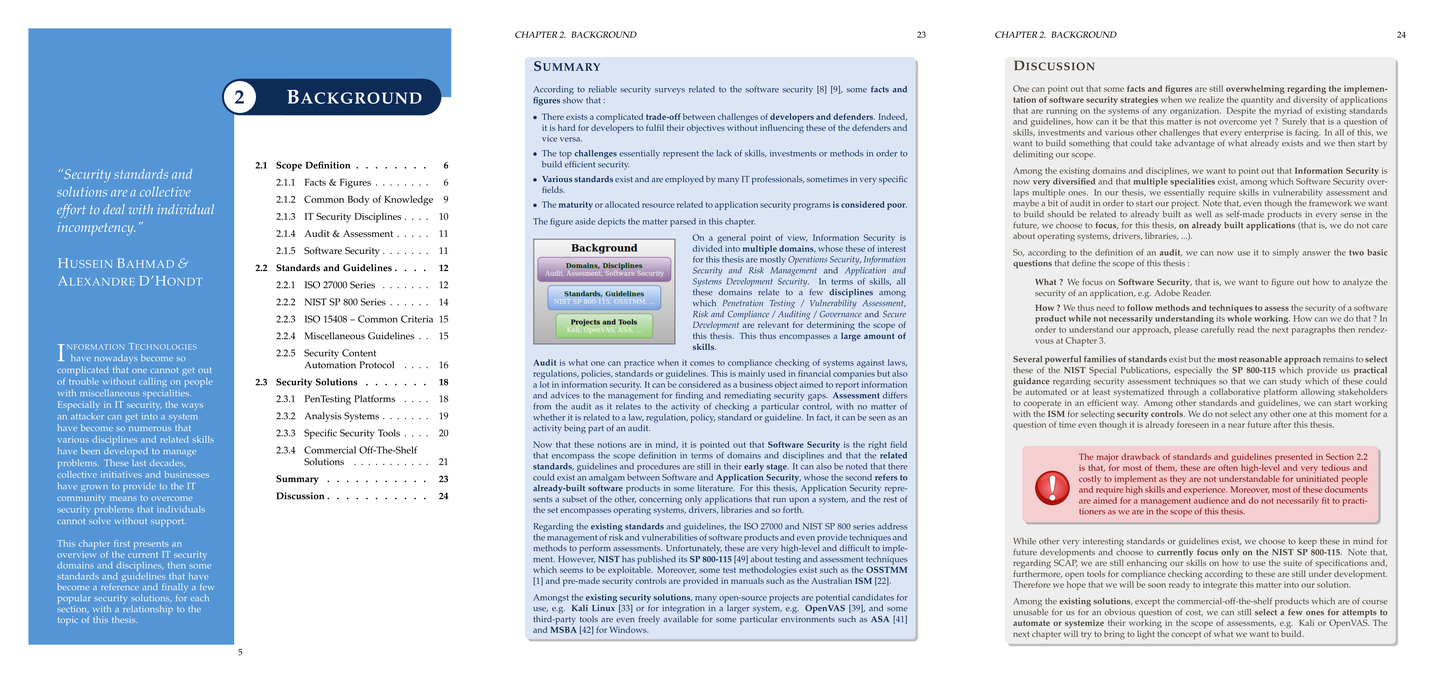 2 BACKGROUND
“Security standards and
solutions are a collective
effort to deal with individual
incompetency.”
HUSSEIN BAHMAD &
ALEXANDRE D’HONDT
INFORMATION TECHNOLOGIES
have nowadays become so
complicated that one cannot get out
of trouble without calling on people
with miscellaneous specialities.
Especially in IT security, the ways
an attacker can get into a system
have become so numerous that
various disciplines and related skills
have been developed to manage
problems. These last decades,
collective initiatives and businesses
have grown to provide to the IT
community means to overcome
security problems that individuals
cannot solve without support.
This chapter first presents an
overview of the current IT security
domains and disciplines, then some
standards and guidelines that have
become a reference and finally a few
popular security solutions, for each
section, with a relationship to the
topic of this thesis.
2.1 Scope Definition . . . . . . . . 6
2.1.1 Facts & Figures . . . . . . . . 6
2.1.2 Common Body of Knowledge 9
2.1.3 IT Security Disciplines . . . . 10
2.1.4 Audit & Assessment . . . . . 11
2.1.5 Software Security . . . . . . . 11
2.2 Standards and Guidelines . . . . 12
2.2.1 ISO 27000 Series . . . . . . . 12
2.2.2 NIST SP 800 Series . . . . . . 14
2.2.3 ISO 15408 – Common Criteria 15
2.2.4 Miscellaneous Guidelines . . 15
2.2.5 Security Content
Automation Protocol . . . . 16
2.3 Security Solutions . . . . . . . 18
2.3.1 PenTesting Platforms . . . . 18
2.3.2 Analysis Systems . . . . . . . 19
2.3.3 Specific Security Tools . . . . 20
2.3.4 Commercial Off-The-Shelf
Solutions . . . . . . . . . . . 21
Summary . . . . . . . . . . . . 23
Discussion . . . . . . . . . . . 24
5
CHAPTER 2. BACKGROUND 23
SUMMARY
According to reliable security surveys related to the software security [8] [9], some facts and
figures show that :
• There exists a complicated trade-off between challenges of developers and defenders. Indeed,
it is hard for developers to fulfil their objectives without influencing these of the defenders and
vice versa.
• The top challenges essentially represent the lack of skills, investments or methods in order to
build efficient security.
• Various standards exist and are employed by many IT professionals, sometimes in very specific
fields.
• The maturity or allocated resource related to application security programs is considered poor.
The figure aside depicts the matter parsed in this chapter.
Background
Domains, Disciplines
Audit, Assesment, Software Security
Standards, Guidelines
NIST SP 800-115, OSSTMM, ...
Projects and Tools
Kali, OpenVAS, ASA, ...
On a general point of view, Information Security is
divided into multiple domains, whose these of interest
for this thesis are mostly Operations Security, Information
Security and Risk Management and Application and
Systems Development Security. In terms of skills, all
these domains relate to a few disciplines among
which Penetration Testing / Vulnerability Assessment,
Risk and Compliance / Auditing / Governance and Secure
Development are relevant for determining the scope of
this thesis. This thus encompasses a large amount of
skills.
Audit is what one can practice when it comes to compliance checking of systems against laws,
regulations, policies, standards or guidelines. This is mainly used in financial companies but also
a lot in information security. It can be considered as a business object aimed to report information
and advices to the management for finding and remediating security gaps. Assessment differs
from the audit as it relates to the activity of checking a particular control, with no matter of
whether it is related to a law, regulation, policy, standard or guideline. In fact, it can be seen as an
activity being part of an audit.
Now that these notions are in mind, it is pointed out that Software Security is the right field
that encompass the scope definition in terms of domains and disciplines and that the related
standards, guidelines and procedures are still in their early stage. It can also be noted that there
could exist an amalgam between Software and Application Security, whose the second refers to
already-built software products in some literature. For this thesis, Application Security repre-
sents a subset of the other, concerning only applications that run upon a system, and the rest of
the set encompasses operating systems, drivers, libraries and so forth.
Regarding the existing standards and guidelines, the ISO 27000 and NIST SP 800 series address
the management of risk and vulnerabilities of software products and even provide techniques and
methods to perform assessments. Unfortunately, these are very high-level and difficult to imple-
ment. However, NIST has published its SP 800-115 [49] about testing and assessment techniques
which seems to be exploitable. Moreover, some test methodologies exist such as the OSSTMM
[1] and pre-made security controls are provided in manuals such as the Australian ISM [22].
Amongst the existing security solutions, many open-source projects are potential candidates for
use, e.g. Kali Linux [33] or for integration in a larger system, e.g. OpenVAS [39], and some
third-party tools are even freely available for some particular environments such as ASA [41]
and MSBA [42] for Windows.
CHAPTER 2. BACKGROUND 24
DISCUSSION
One can point out that some facts and figures are still overwhelming regarding the implemen-
tation of software security strategies when we realize the quantity and diversity of applications
that are running on the systems of any organization. Despite the myriad of existing standards
and guidelines, how can it be that this matter is not overcome yet ? Surely that is a question of
skills, investments and various other challenges that every enterprise is facing. In all of this, we
want to build something that could take advantage of what already exists and we then start by
delimiting our scope.
Among the existing domains and disciplines, we want to point out that Information Security is
now very diversified and that multiple specialities exist, among which Software Security over-
laps multiple ones. In our thesis, we essentially require skills in vulnerability assessment and
maybe a bit of audit in order to start our project. Note that, even though the framework we want
to build should be related to already built as well as self-made products in every sense in the
future, we choose to focus, for this thesis, on already built applications (that is, we do not care
about operating systems, drivers, libraries, ...).
So, according to the definition of an audit, we can now use it to simply answer the two basic
questions that define the scope of this thesis :
What ? We focus on Software Security, that is, we want to figure out how to analyze the
security of an application, e.g. Adobe Reader.
How ? We thus need to follow methods and techniques to assess the security of a software
product while not necessarily understanding its whole working. How can we do that ? In
order to understand our approach, please carefully read the next paragraphs then rendez-
vous at Chapter 3.
Several powerful families of standards exist but the most reasonable approach remains to select
these of the NIST Special Publications, especially the SP 800-115 which provide us practical
guidance regarding security assessment techniques so that we can study which of these could
be automated or at least systematized through a collaborative platform allowing stakeholders
to cooperate in an efficient way. Among other standards and guidelines, we can start working
with the ISM for selecting security controls. We do not select any other one at this moment for a
question of time even though it is already foreseen in a near future after this thesis.
The major drawback of standards and guidelines presented in Section 2.2
is that, for most of them, these are often high-level and very tedious and
costly to implement as they are not understandable for uninitiated people
and require high skills and experience. Moreover, most of these documents
are aimed for a management audience and do not necessarily fit to practi-
tioners as we are in the scope of this thesis.
While other very interesting standards or guidelines exist, we choose to keep these in mind for
future developments and choose to currently focus only on the NIST SP 800-115. Note that,
regarding SCAP, we are still enhancing our skills on how to use the suite of specifications and,
furthermore, open tools for compliance checking according to these are still under development.
Therefore we hope that we will be soon ready to integrate this matter into our solution.
Among the existing solutions, except the commercial-off-the-shelf products which are of course
unusable for us for an obvious question of cost, we can still select a few ones for attempts to
automate or systemize their working in the scope of assessments, e.g. Kali or OpenVAS. The
next chapter will try to bring to light the concept of what we want to build.